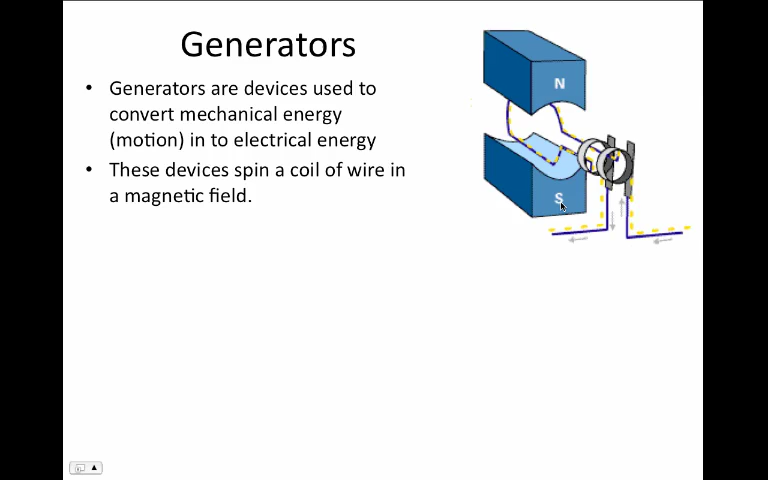 Generators
• Generators are devices used to
convert mechanical energy
(motion) in to electrical energy
• These devices spin a coil of wire in
a magnetic field.
N
S